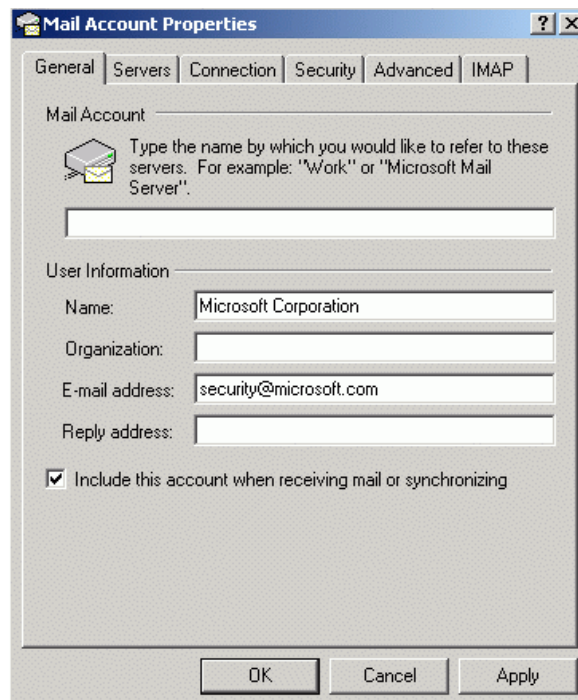 Mail Account Properties
General Servers Connection Security Advanced IMAP
Mail Account
Type the name by which you would like to refer to these
servers. For example: "Work" or "Microsoft Mail
Server".
User Information
Name: Microsoft Corporation
Organization:
E-mail address: security@microsoft.com
Reply address:
Include this account when receiving mail or synchronizing
OK Cancel Apply